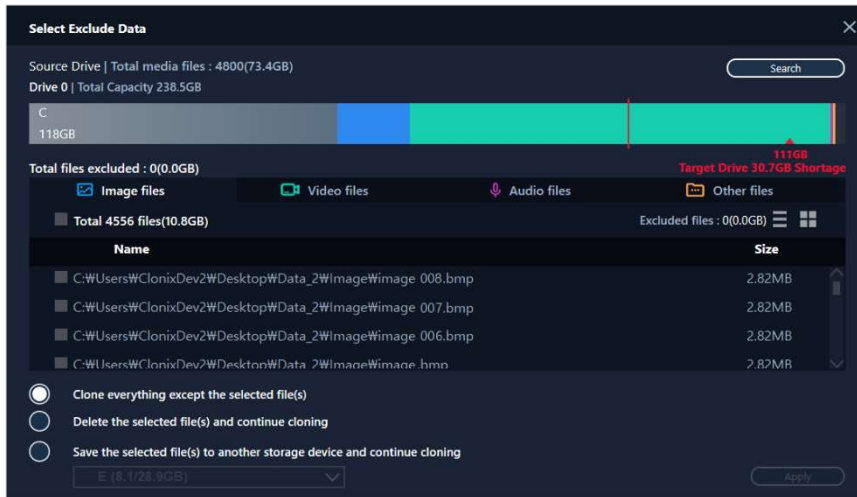 Select Exclude Data
Source Drive | Total media files : 4800(73.4GB)
Search
Drive 0 | Total Capacity 238.5GB
C
118GB
111GB
Total files excluded : 0(0.0GB)
Target Drive 30.7GB Shortage
Image files
Video files
Audio files
Other files
Total 4556 files(10.8GB)
Excluded files : 0(0.0GB)
Name
Size
C:₩Users₩ClonixDev2₩Desktop₩Data_2₩Image₩image 008.bmp
2.82MB
C:₩Users₩ClonixDev2₩Desktop₩Data_2₩Image₩image 007.bmp
2.82MB
C:₩Users₩ClonixDev2₩Desktop₩Data_2₩Image₩image 006.bmp
2.82MB
C:₩Users₩ClonixDev2₩Desktop₩Data_2₩Image₩image.bmp
2.82MB
Clone everything except the selected file(s)
Delete the selected file(s) and continue cloning
Save the selected file(s) to another storage device and continue cloning
E (8.1/28.9GB)
Apply